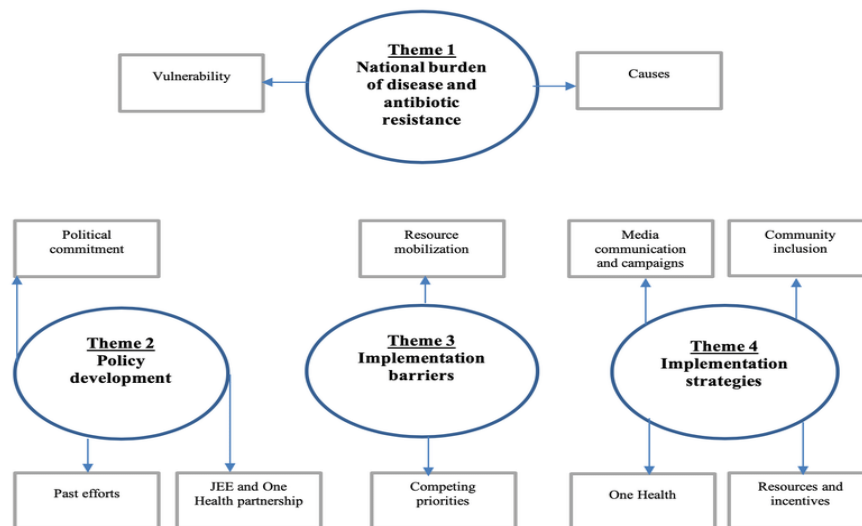 Theme 1
National burden
of disease and
antibiotic
resistance
Vulnerability
Causes
Political
commitment
Resource
mobilization
Media
communication
and campaigns
Community
inclusion
Theme 2
Policy
development
Theme 3
Implementation
barriers
Theme 4
Implementation
strategies
Past efforts
JEE and One
Health partnership
Competing
priorities
One Health
Resources and
incentives